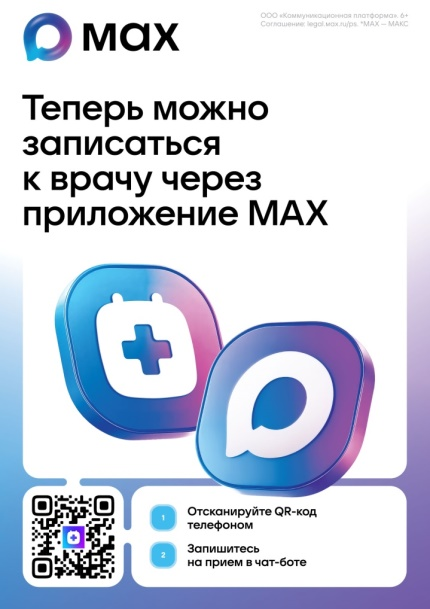 мах
ООО «Коммуникационная платформа». 6+
Соглашение: legal.max.ru/ps. *MAX — МАКС
Теперь можно
записаться
к врачу через
приложение MAX
1
Отсканируйте QR-код
телефоном
2
Запишитесь
на прием в чат-боте